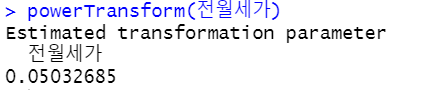 > powerTransform(전월세가)
Estimated transformation parameter
전월세가
0.05032685